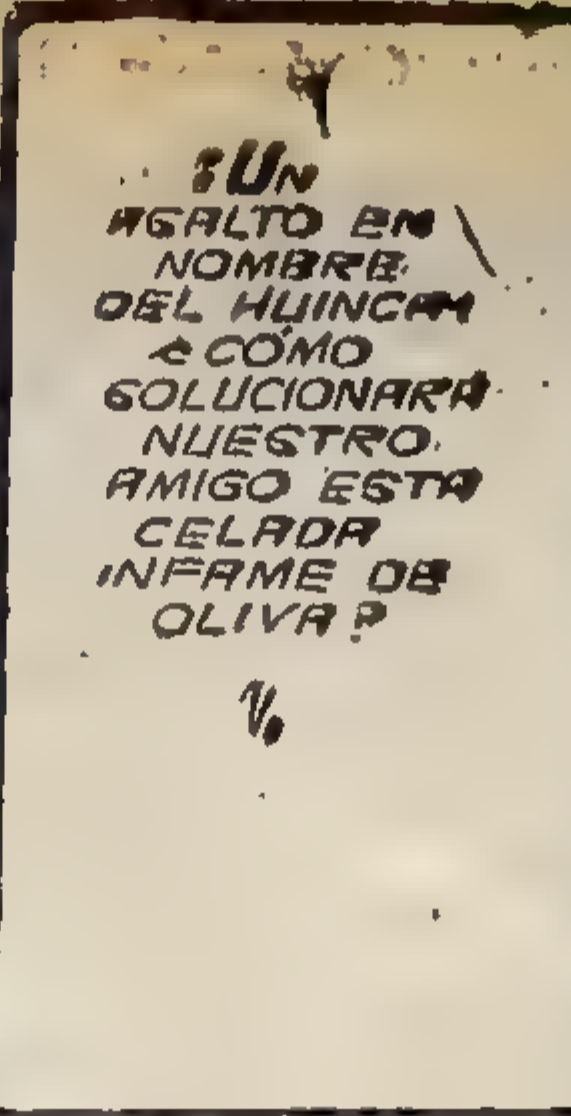 ¡UN
ASALTO EN
NOMBRE
DEL HUINCA!
¿CÓMO
SOLUCIONARÁ
NUESTRO
AMIGO ESTA
CELADA
INFAME DE
OLIVA?